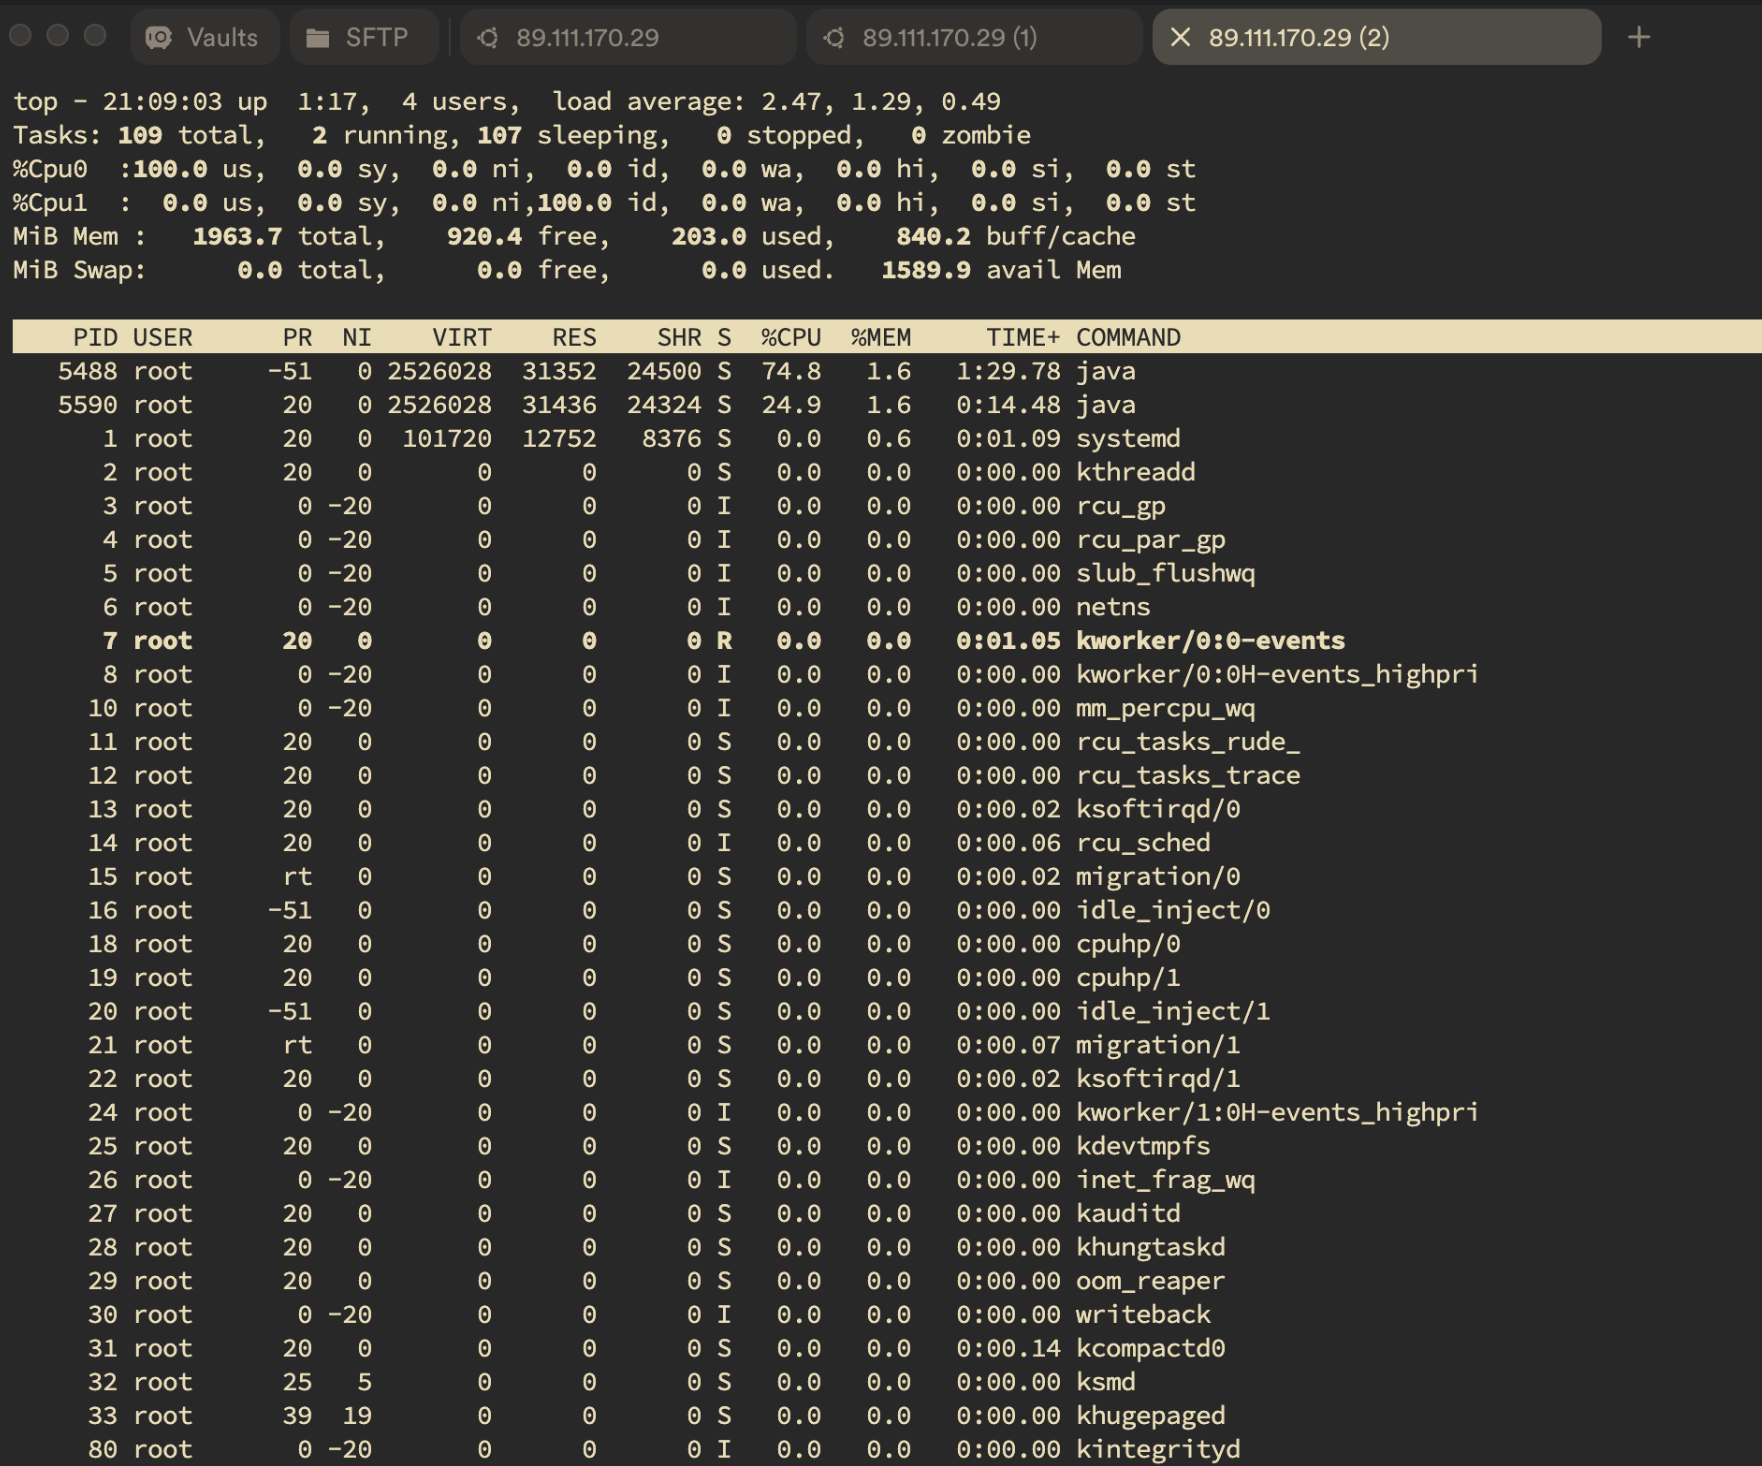 Vaults SFTP 89.111.170.29 89.111.170.29 (1) 89.111.170.29 (2)
top - 21:09:03 up  1:17,  4 users,  load average: 2.47, 1.29, 0.49
Tasks: 109 total,   2 running, 107 sleeping,   0 stopped,   0 zombie
%Cpu0  :100.0 us,  0.0 sy,  0.0 ni,  0.0 id,  0.0 wa,  0.0 hi,  0.0 si,  0.0 st
%Cpu1  :  0.0 us,  0.0 sy,  0.0 ni,100.0 id,  0.0 wa,  0.0 hi,  0.0 si,  0.0 st
MiB Mem :   1963.7 total,    920.4 free,    203.0 used,    840.2 buff/cache
MiB Swap:      0.0 total,      0.0 free,      0.0 used.   1589.9 avail Mem
PID USER      PR  NI    VIRT    RES    SHR S  %CPU  %MEM     TIME+ COMMAND
5488 root     -51   0 2526028  31352  24500 S  74.8   1.6   1:29.78 java
5590 root      20   0 2526028  31436  24324 S  24.9   1.6   0:14.48 java
1 root      20   0  101720  12752   8376 S   0.0   0.6   0:01.09 systemd
2 root      20   0       0      0      0 S   0.0   0.0   0:00.00 kthreadd
3 root       0 -20       0      0      0 I   0.0   0.0   0:00.00 rcu_gp
4 root       0 -20       0      0      0 I   0.0   0.0   0:00.00 rcu_par_gp
5 root       0 -20       0      0      0 I   0.0   0.0   0:00.00 slub_flushwq
6 root       0 -20       0      0      0 I   0.0   0.0   0:00.00 netns
7 root      20   0       0      0      0 R   0.0   0.0   0:01.05 kworker/0:0-events
8 root       0 -20       0      0      0 I   0.0   0.0   0:00.00 kworker/0:0H-events_highpri
10 root       0 -20       0      0      0 I   0.0   0.0   0:00.00 mm_percpu_wq
11 root      20   0       0      0      0 S   0.0   0.0   0:00.00 rcu_tasks_rude_
12 root      20   0       0      0      0 S   0.0   0.0   0:00.00 rcu_tasks_trace
13 root      20   0       0      0      0 S   0.0   0.0   0:00.02 ksoftirqd/0
14 root      20   0       0      0      0 I   0.0   0.0   0:00.06 rcu_sched
15 root      rt   0       0      0      0 S   0.0   0.0   0:00.02 migration/0
16 root     -51   0       0      0      0 S   0.0   0.0   0:00.00 idle_inject/0
18 root      20   0       0      0      0 S   0.0   0.0   0:00.00 cpuhp/0
19 root      20   0       0      0      0 S   0.0   0.0   0:00.00 cpuhp/1
20 root     -51   0       0      0      0 S   0.0   0.0   0:00.00 idle_inject/1
21 root      rt   0       0      0      0 S   0.0   0.0   0:00.07 migration/1
22 root      20   0       0      0      0 S   0.0   0.0   0:00.02 ksoftirqd/1
24 root       0 -20       0      0      0 I   0.0   0.0   0:00.00 kworker/1:0H-events_highpri
25 root      20   0       0      0      0 S   0.0   0.0   0:00.00 kdevtmpfs
26 root       0 -20       0      0      0 I   0.0   0.0   0:00.00 inet_frag_wq
27 root      20   0       0      0      0 S   0.0   0.0   0:00.00 kauditd
28 root      20   0       0      0      0 S   0.0   0.0   0:00.00 khungtaskd
29 root      20   0       0      0      0 S   0.0   0.0   0:00.00 oom_reaper
30 root       0 -20       0      0      0 I   0.0   0.0   0:00.00 writeback
31 root      20   0       0      0      0 S   0.0   0.0   0:00.14 kcompactd0
32 root      25   5       0      0      0 S   0.0   0.0   0:00.00 ksmd
33 root      39  19       0      0      0 S   0.0   0.0   0:00.00 khugepaged
80 root       0 -20       0      0      0 I   0.0   0.0   0:00.00 kintegrityd